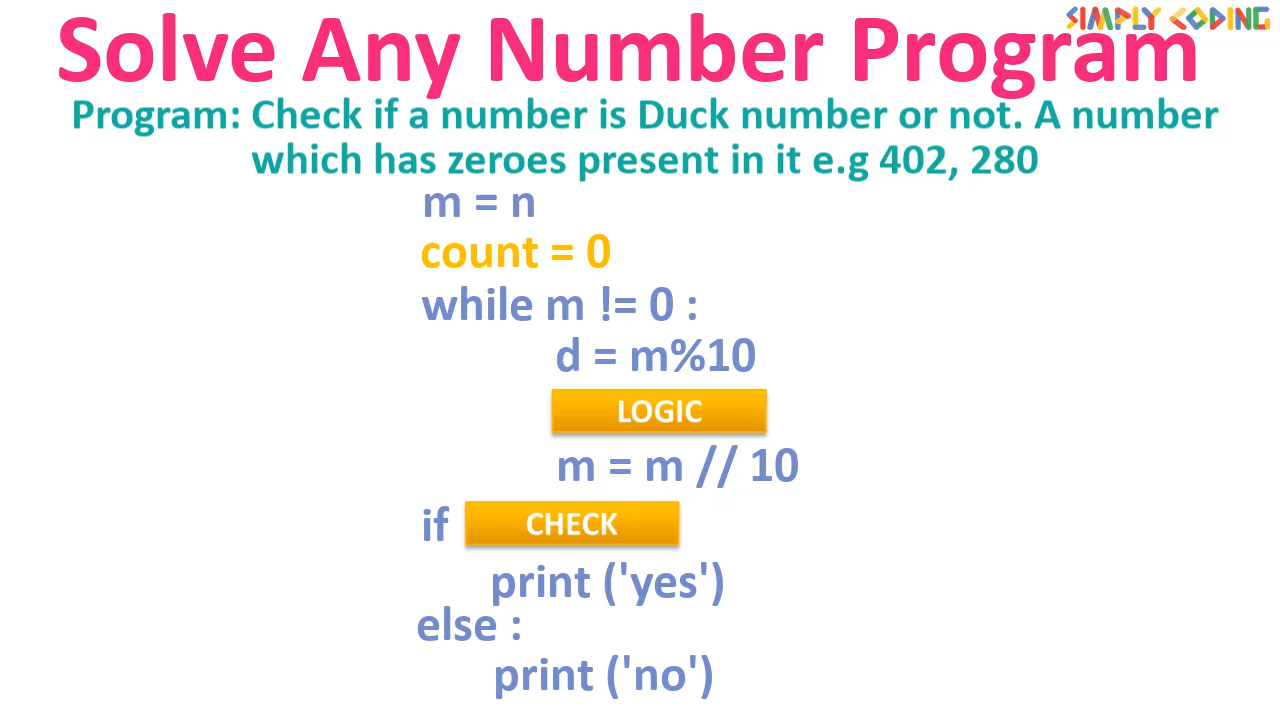 SIMPLY CODING
Solve Any Number Program
Program: Check if a number is Duck number or not. A number
which has zeroes present in it e.g 402, 280
m = n
count = 0
while m != 0 :
d = m%10
LOGIC
m = m // 10
if CHECK
print ('yes')
else :
print ('no')